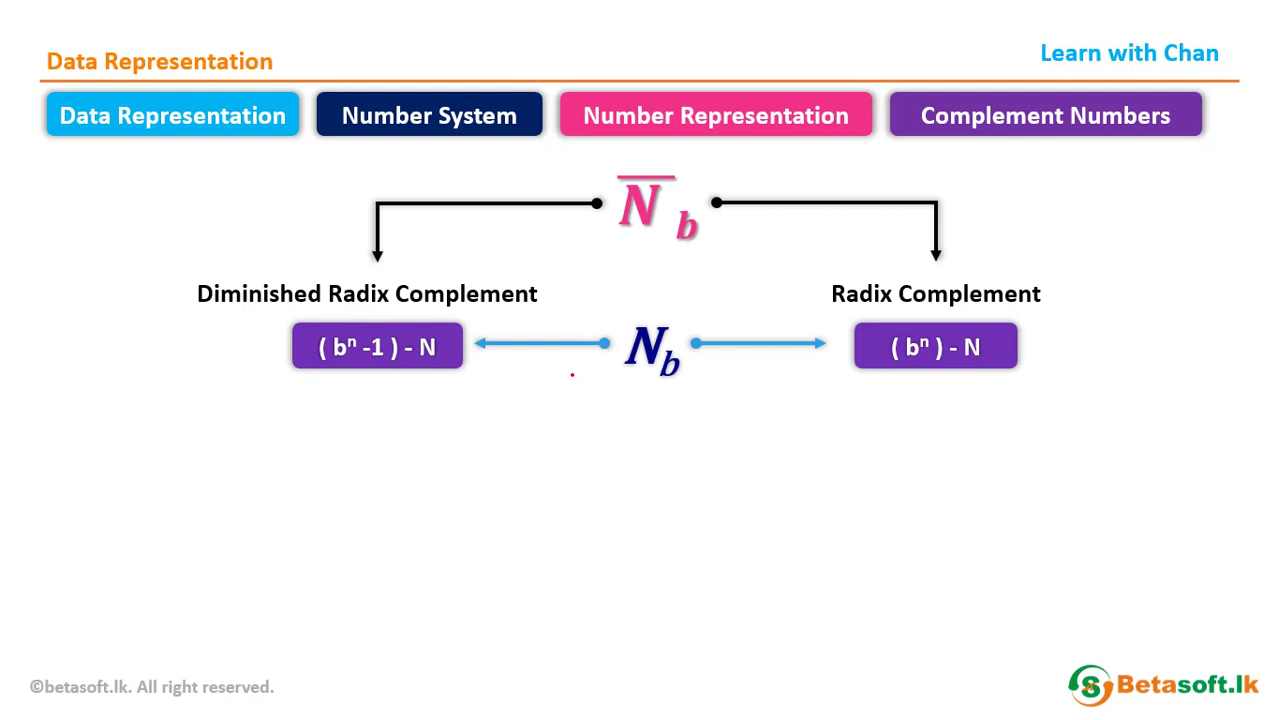 Data Representation
Learn with Chan
Data Representation
Number System
Number Representation
Complement Numbers
N̅ b
Diminished Radix Complement
Radix Complement
( bⁿ -1 ) - N
N_b
( bⁿ ) - N
©betasoft.lk. All right reserved.
Betasoft.lk